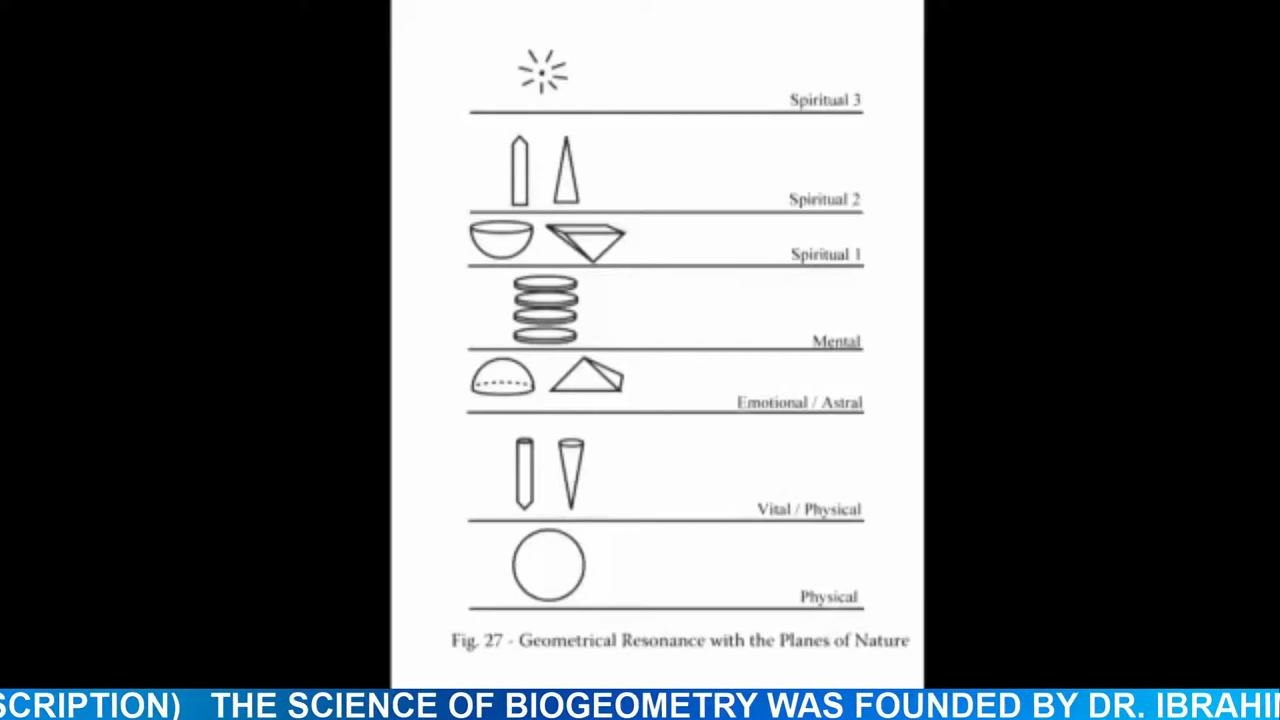 Spiritual 3
Spiritual 2
Spiritual 1
Mental
Emotional / Astral
Vital / Physical
Physical
Fig. 27 - Geometrical Resonance with the Planes of Nature
SCRIPTION) THE SCIENCE OF BIOGEOMETRY WAS FOUNDED BY DR. IBRAHI